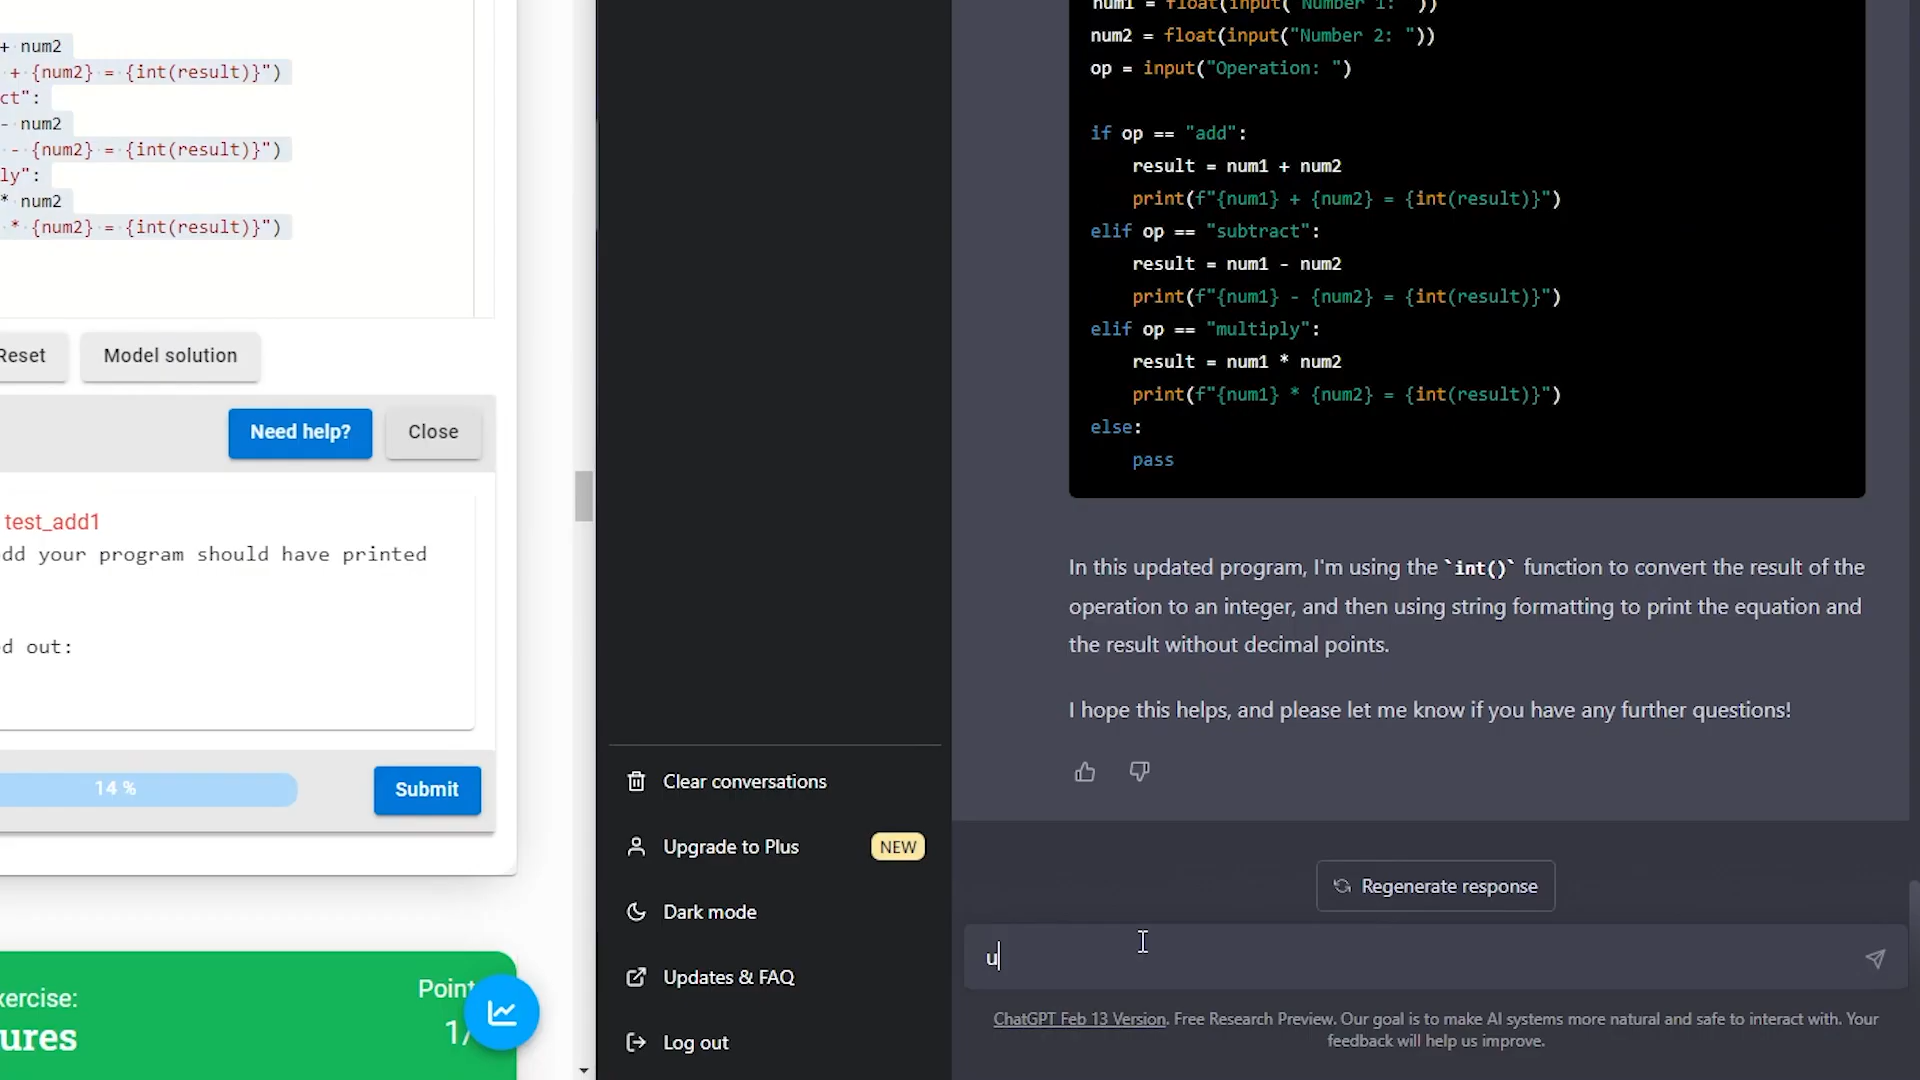 + num2
+ {num2} = {int(result)}")
ct":
- num2
- {num2} = {int(result)}")
ly":
* num2
* {num2} = {int(result)}")
Reset
Model solution
Need help?
Close
test_add1
dd your program should have printed
d out:
14 %
Submit
xercise:
ures
Point
1/
Clear conversations
Upgrade to Plus
NEW
Dark mode
Updates & FAQ
Log out
num1 = float(input("Number 1: "))
num2 = float(input("Number 2: "))
op = input("Operation: ")
if op == "add":
result = num1 + num2
print(f"{num1} + {num2} = {int(result)}")
elif op == "subtract":
result = num1 - num2
print(f"{num1} - {num2} = {int(result)}")
elif op == "multiply":
result = num1 * num2
print(f"{num1} * {num2} = {int(result)}")
else:
pass
In this updated program, I'm using the `int()` function to convert the result of the
operation to an integer, and then using string formatting to print the equation and
the result without decimal points.
I hope this helps, and please let me know if you have any further questions!
Regenerate response
u
ChatGPT Feb 13 Version. Free Research Preview. Our goal is to make AI systems more natural and safe to interact with. Your
feedback will help us improve.